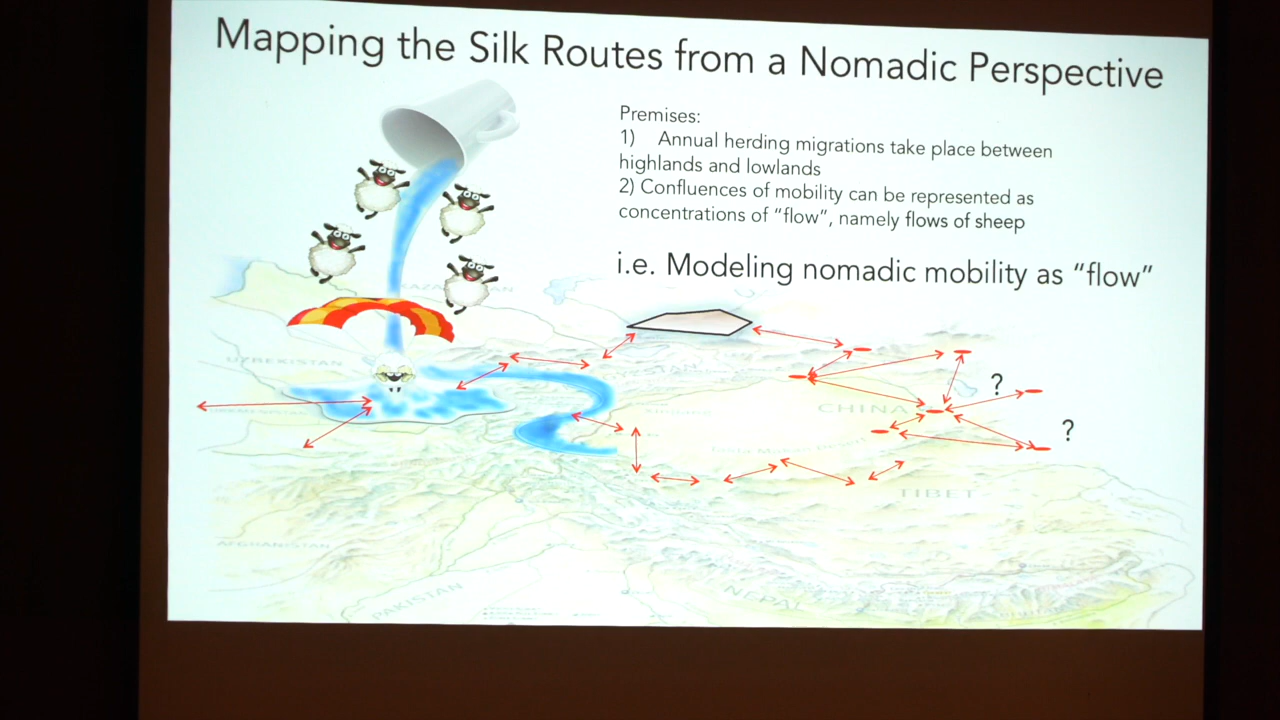 Mapping the Silk Routes from a Nomadic Perspective
Premises:
1) Annual herding migrations take place between
highlands and lowlands
2) Confluences of mobility can be represented as
concentrations of “flow”, namely flows of sheep
i.e. Modeling nomadic mobility as “flow”
UZBEKISTAN
?
CHINA
?
TIBET
AFGHANISTAN
PAKISTAN
NEPAL